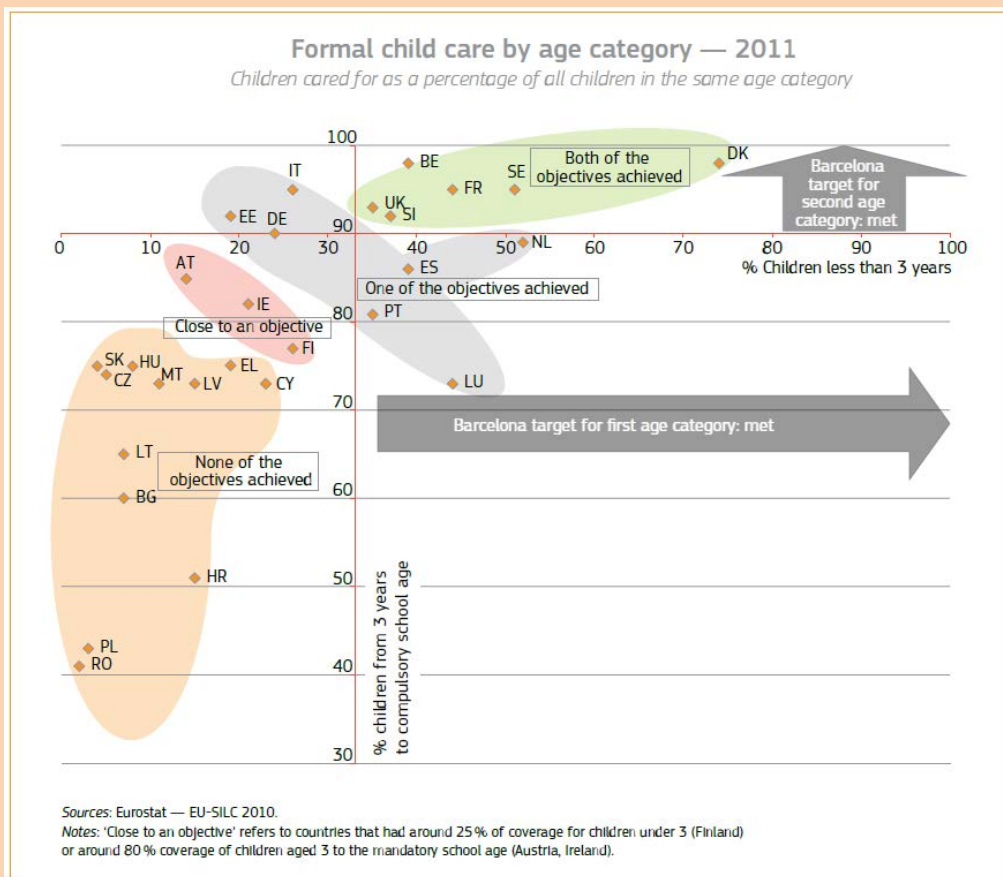 Formal child care by age category — 2011
Children cared for as a percentage of all children in the same age category
100
IT
BE
FR
SE
Both of the
objectives achieved
DK
Barcelona
target for
second age
category: met
EE
DE
UK
SI
90
0
10
20
30
40
50
60
70
80
90
100
NL
% Children less than 3 years
AT
ES
One of the objectives achieved
IE
PT
80
Close to an objective
FI
SK
HU
CZ
MT
LV
EL
CY
LU
70
Barcelona target for first age category: met
LT
None of the
objectives achieved
BG
60
HR
50
% children from 3 years
to compulsory school age
PL
RO
40
30
Sources: Eurostat — EU-SILC 2010.
Notes: ‘Close to an objective’ refers to countries that had around 25 % of coverage for children under 3 (Finland)
or around 80 % coverage of children aged 3 to the mandatory school age (Austria, Ireland).